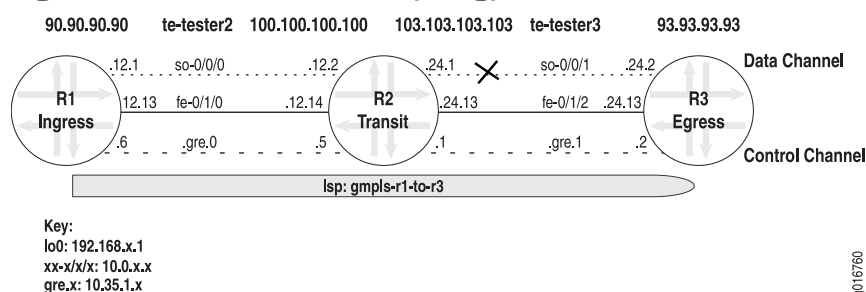 90.90.90.90 te-tester2 100.100.100.100 103.103.103.103 te-tester3 93.93.93.93
.12.1 so-0/0/0 .12.2 .24.1 so-0/0/1 .24.2 Data Channel
R1 Ingress .12.13 fe-0/1/0 .12.14 R2 Transit .24.13 fe-0/1/2 .24.13 R3 Egress
.6 .gre.0 .5 .1 .gre.1 .2 Control Channel
lsp: gmpls-r1-to-r3
Key:
lo0: 192.168.x.1
xx-x/x/x: 10.0.x.x
gre.x: 10.35.1.x
g016760